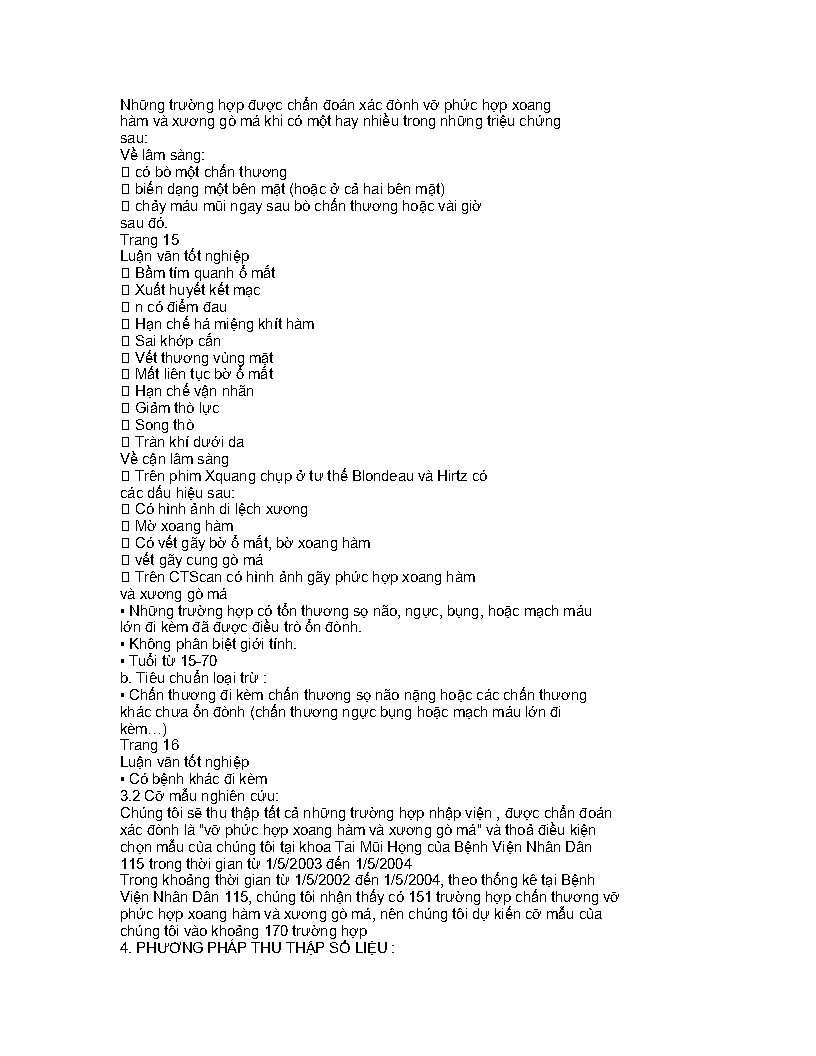 Những trường hợp được chẩn đoán xác đònh vỡ phức hợp xoang
hàm và xương gò má khi có một hay nhiều trong những triệu chứng
sau:
Về lâm sàng:
 có bò một chấn thương
 biến dạng một bên mặt (hoặc ở cả hai bên mặt)
 chảy máu mũi ngay sau bò chấn thương hoặc vài giờ
sau đó.
Trang 15
Luận văn tốt nghiệp
 Bầm tím quanh ổ mắt
 Xuất huyết kết mạc
 n có điểm đau
 Hạn chế há miệng khít hàm
 Sai khớp cắn
 Vết thương vùng mặt
 Mất liên tục bờ ổ mắt
 Hạn chế vận nhãn
 Giảm thò lực
 Song thò
 Tràn khí dưới da
Về cận lâm sàng
 Trên phim Xquang chụp ở tư thế Blondeau và Hirtz có
các dấu hiệu sau:
 Có hình ảnh di lệch xương
 Mờ xoang hàm
 Có vết gãy bờ ổ mắt, bờ xoang hàm
 vết gãy cung gò má
 Trên CTScan có hình ảnh gãy phức hợp xoang hàm
và xương gò má
▪ Những trường hợp có tổn thương sọ não, ngực, bụng, hoặc mạch máu
lớn đi kèm đã được điều trò ổn đònh.
▪ Không phân biệt giới tính.
▪ Tuổi từ 15-70
b. Tiêu chuẩn loại trừ :
▪ Chấn thương đi kèm chấn thương sọ não nặng hoặc các chấn thương
khác chưa ổn đònh (chấn thương ngực bụng hoặc mạch máu lớn đi
kèm…)
Trang 16
Luận văn tốt nghiệp
▪ Có bệnh khác đi kèm
3.2 Cỡ mẫu nghiên cứu:
Chúng tôi sẽ thu thập tất cả những trường hợp nhập viện , được chẩn đoán
xác đònh là "vỡ phức hợp xoang hàm và xương gò má" và thoả điều kiện
chọn mẫu của chúng tôi tại khoa Tai Mũi Họng của Bệnh Viện Nhân Dân
115 trong thời gian từ 1/5/2003 đến 1/5/2004
Trong khoảng thời gian từ 1/5/2002 đến 1/5/2004, theo thống kê tại Bệnh
Viện Nhân Dân 115, chúng tôi nhận thấy có 151 trường hợp chấn thương vỡ
phức hợp xoang hàm và xương gò má, nên chúng tôi dự kiến cỡ mẫu của
chúng tôi vào khoảng 170 trường hợp
4. PHƯƠNG PHÁP THU THẬP SỐ LIỆU :